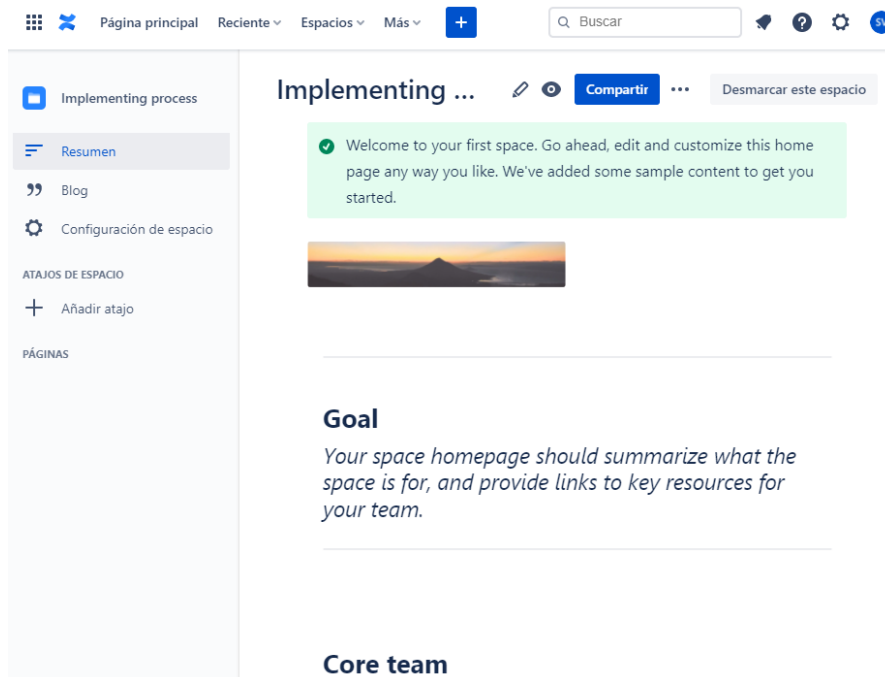 Página principal Reciente Espacios Más + Buscar
Implementing process
Resumen
Blog
Configuración de espacio
ATAJOS DE ESPACIO
Añadir atajo
PÁGINAS
Implementing ... Compartir Desmarcar este espacio
Welcome to your first space. Go ahead, edit and customize this home
page any way you like. We've added some sample content to get you
started.
Goal
Your space homepage should summarize what the
space is for, and provide links to key resources for
your team.
Core team